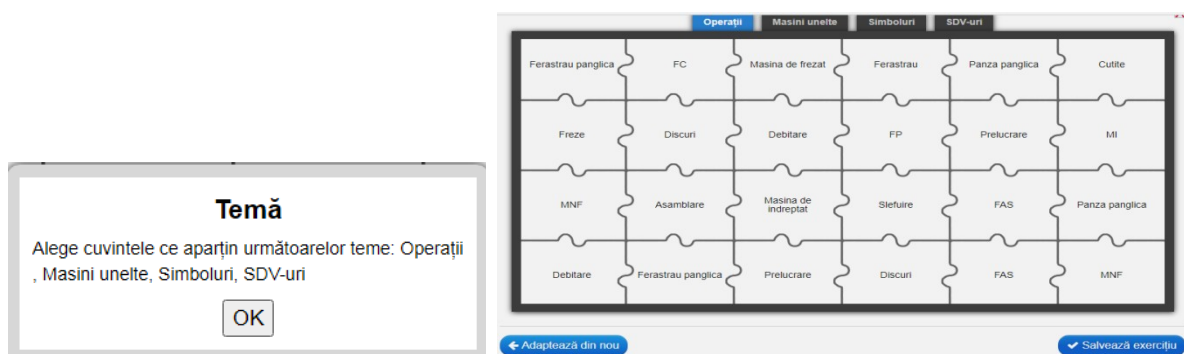 Temă
Alege cuvintele ce aparțin următoarelor teme: Operații
, Masini unelte, Simboluri, SDV-uri
OK
Operații Masini unelte Simboluri SDV-uri
Ferastrau panglica FC Masina de frezat Ferastrau Panza panglica Cutite
Freze Discuri Debitare FP Prelucrare MI
MNF Asamblare Masina de indreptat Slefuire FAS Panza panglica
Debitare Ferastrau panglica Prelucrare Discuri FAS MNF
Adaptează din nou
Salvează exercițiu